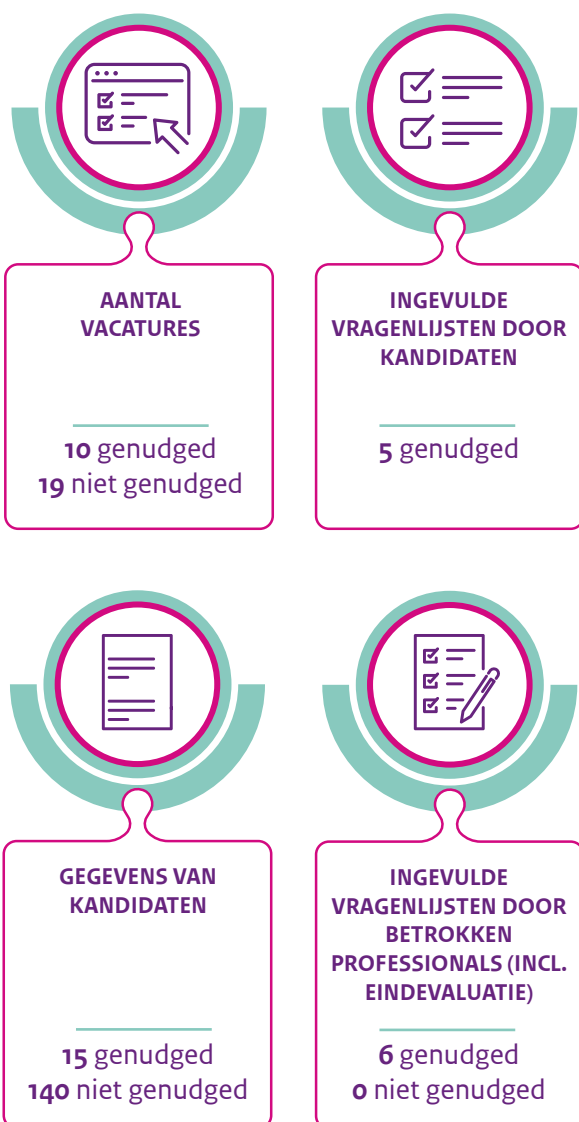 AANTAL
VACATURES
10 genudged
19 niet genudged
INGEVULDE
VRAGENLIJSTEN DOOR
KANDIDATEN
5 genudged
GEGEVENS VAN
KANDIDATEN
15 genudged
140 niet genudged
INGEVULDE
VRAGENLIJSTEN DOOR
BETROKKEN
PROFESSIONALS (INCL.
EINDEVALUATIE)
6 genudged
0 niet genudged